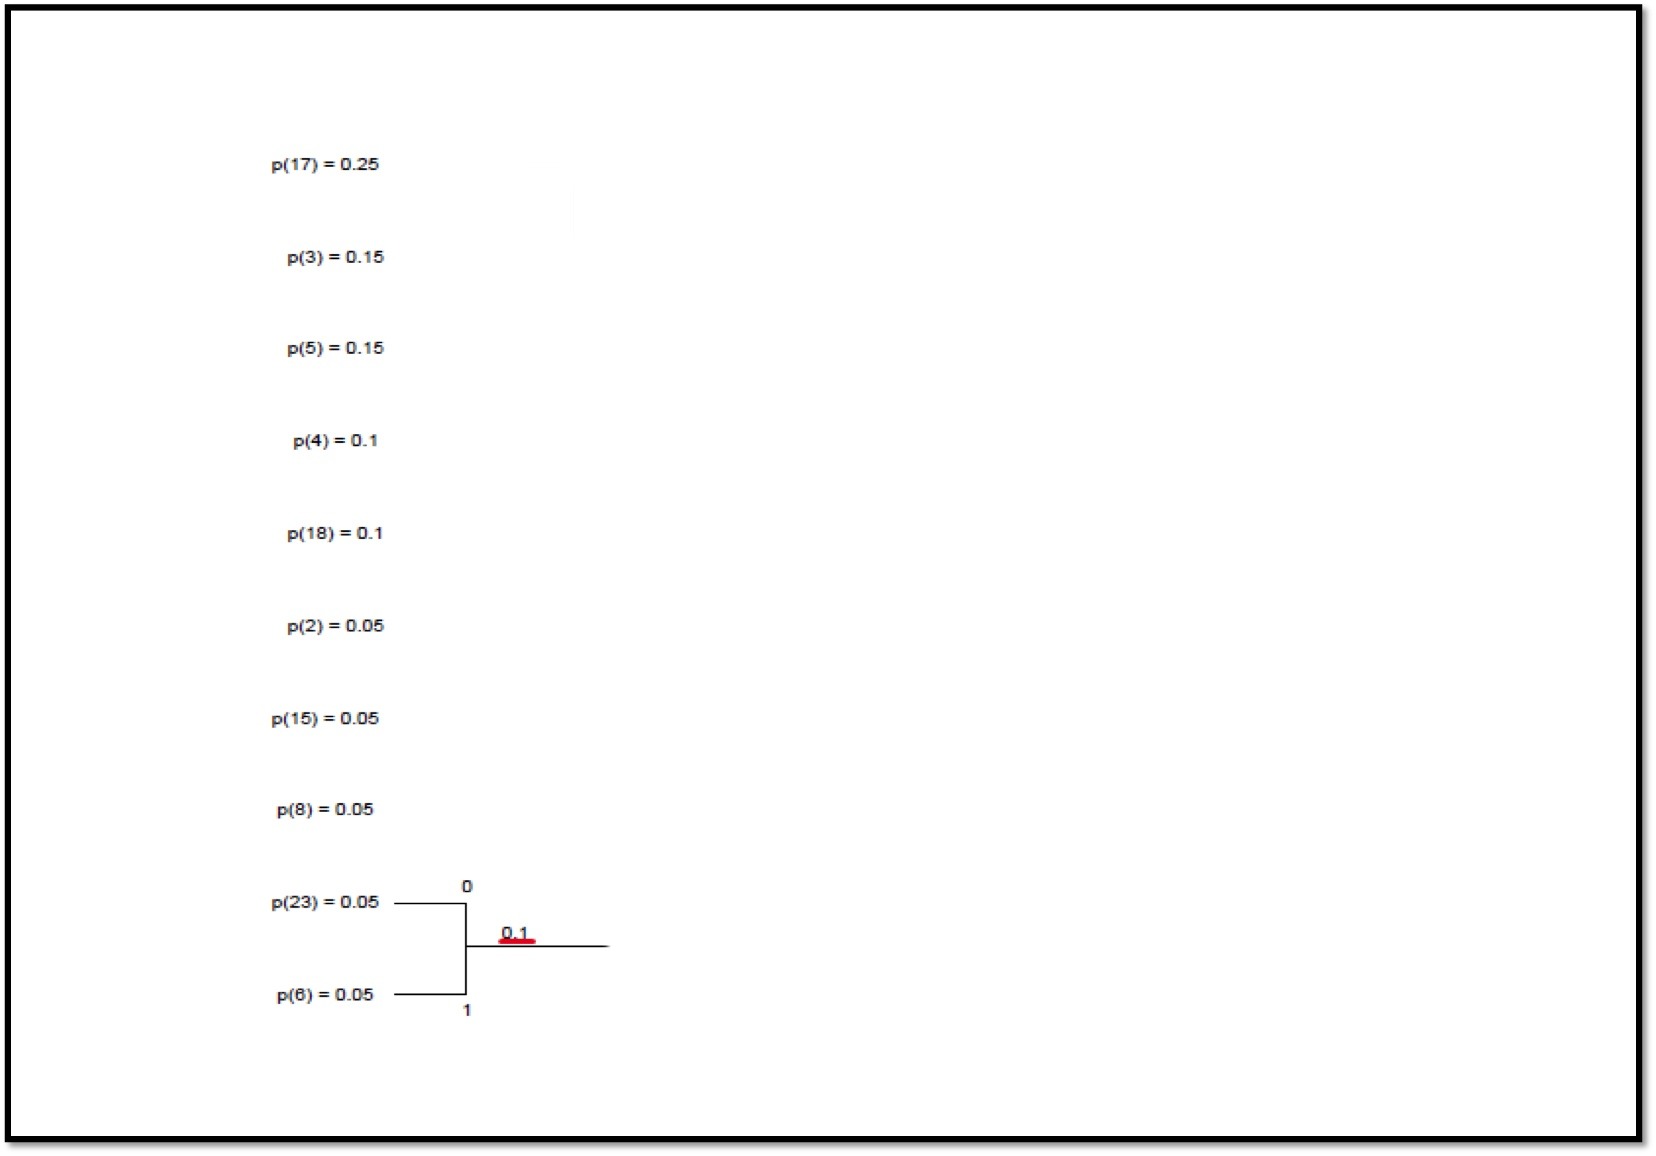 p(17) = 0.25
p(3) = 0.15
p(5) = 0.15
p(4) = 0.1
p(18) = 0.1
p(2) = 0.05
p(15) = 0.05
p(8) = 0.05
0
p(23) = 0.05
0.1
p(6) = 0.05
1